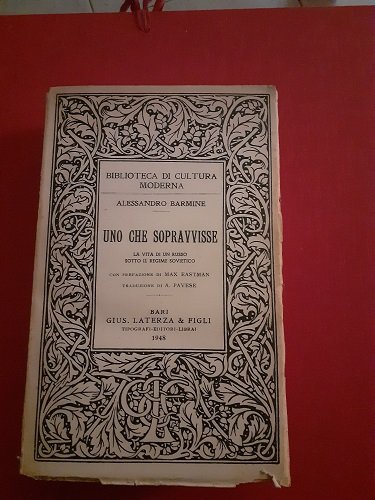 BIBLIOTECA DI CULTURA
MODERNA
ALESSANDRO BARMINE
UNO CHE SOPRAVVISSE
LA VITA DI UN RUSSO
SOTTO IL REGIME SOVIETICO
CON PREFAZIONE DI MAX EASTMAN
TRADUZIONE DI A. PAVESE
BARI
GIUS. LATERZA & FIGLI
TIPOGRAFI-EDITORI-LIBRAI
1948